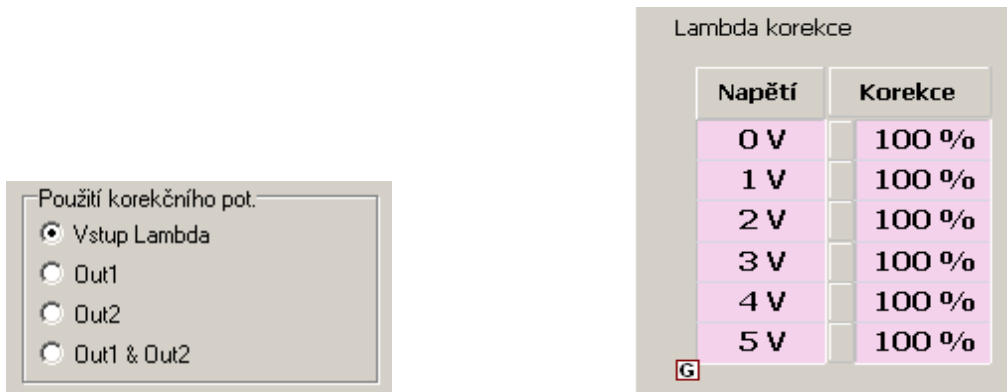 Použití korekčního pot.
Vstup Lambda
Out1
Out2
Out1 & Out2
Lambda korekce
Napětí Korekce
0 V 100 %
1 V 100 %
2 V 100 %
3 V 100 %
4 V 100 %
5 V 100 %
G